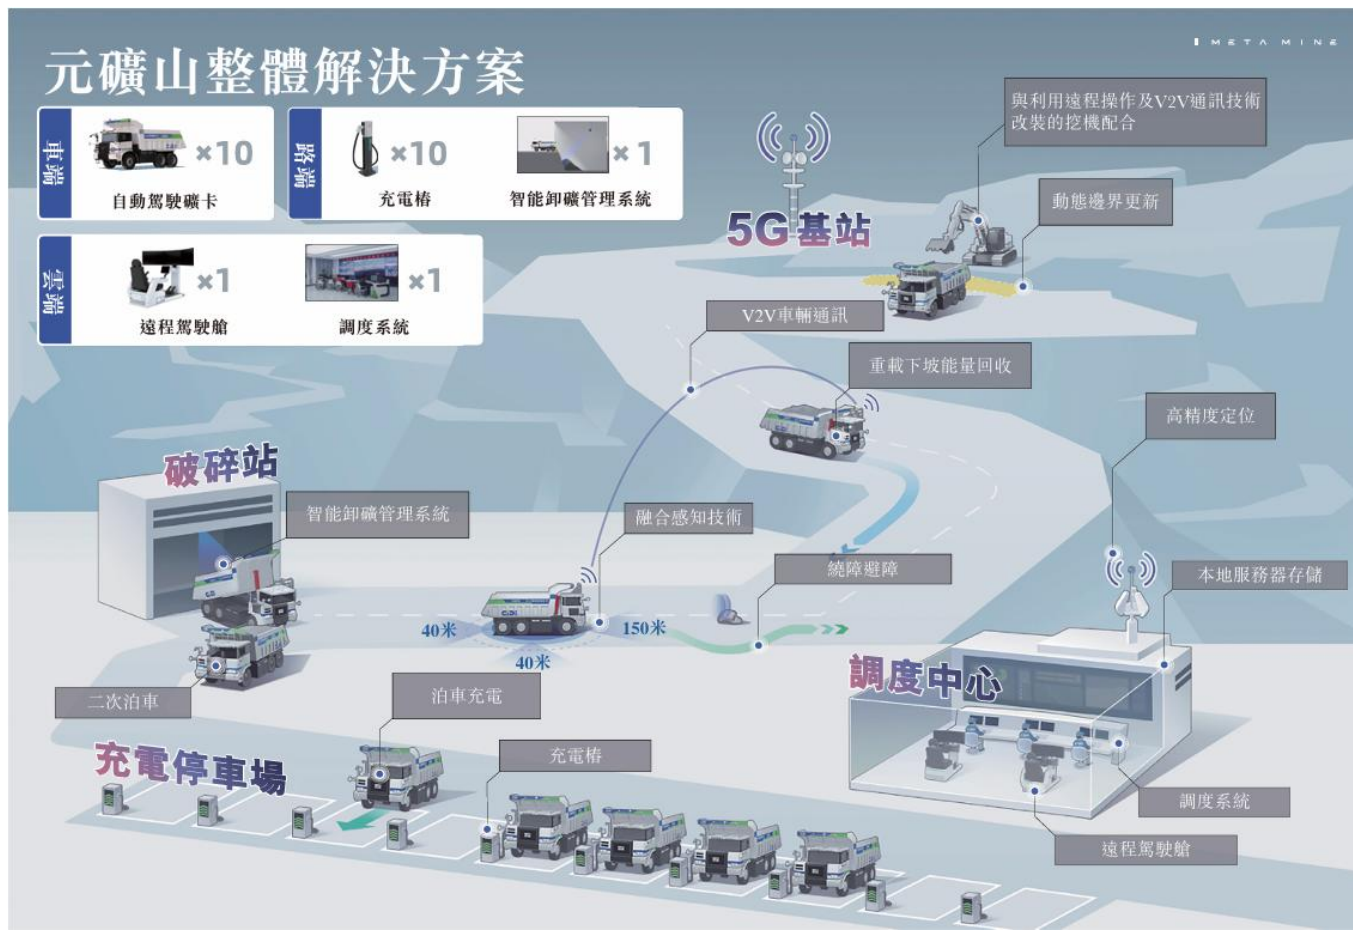 元礦山整體解決方案
META MINE
車端
×10
自動駕駛礦卡
路端
×10
充電樁
×1
智能卸礦管理系統
雲端
×1
遠程駕駛艙
×1
調度系統
與利用遠程操作及V2V通訊技術
改裝的挖機配合
5G基站
動態邊界更新
V2V車輛通訊
重載下坡能量回收
高精度定位
破碎站
智能卸礦管理系統
融合感知技術
繞障避障
本地服務器存儲
40米
150米
40米
調度中心
二次泊車
泊車充電
充電停車場
充電樁
調度系統
遠程駕駛艙